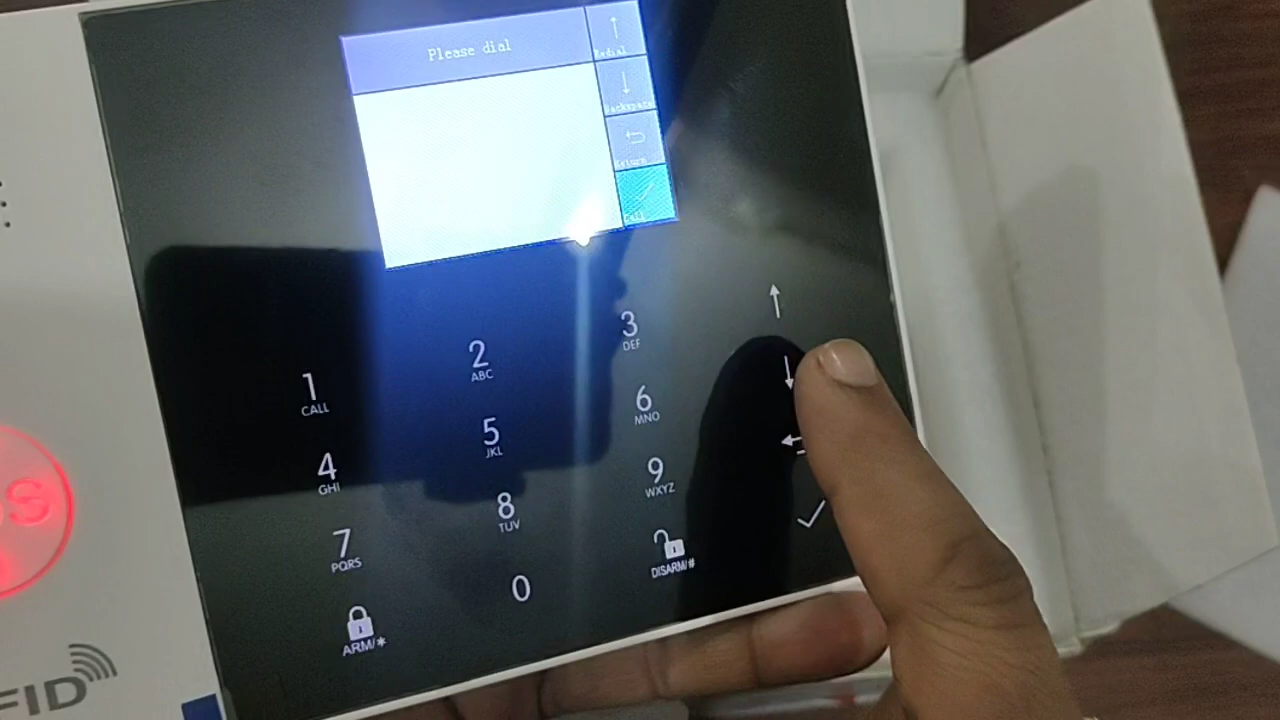 Please dial
Redial
Backspace
Return
Call
1
CALL
2
ABC
3
DEF
4
GHI
5
JKL
6
MNO
7
PQRS
8
TUV
9
WXYZ
ARM/*
0
DISARM/#
OS
FID